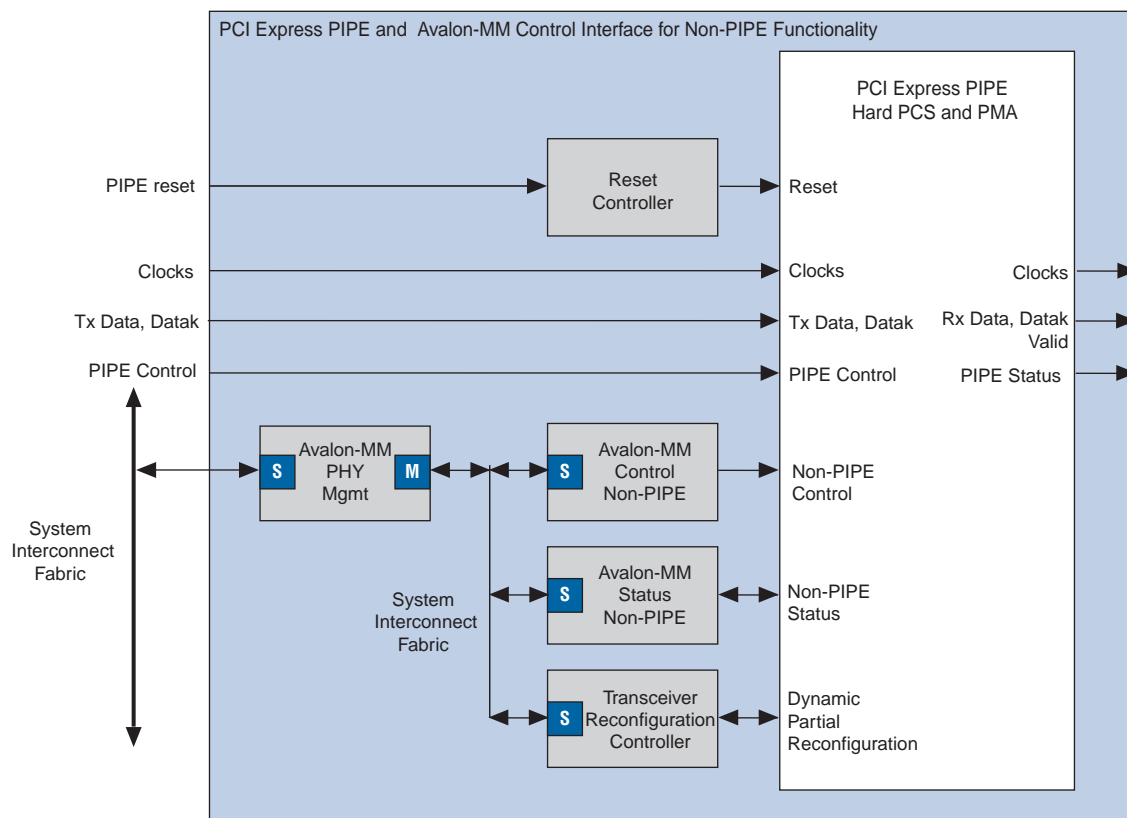 PCI Express PIPE and Avalon-MM Control Interface for Non-PIPE Functionality
PCI Express PIPE
Hard PCS and PMA
PIPE reset
Reset
Controller
Reset
Clocks
Clocks
Clocks
Tx Data, Datak
Tx Data, Datak
Rx Data, Datak
Valid
PIPE Control
PIPE Control
PIPE Status
S
Avalon-MM
PHY
Mgmt
M
S
Avalon-MM
Control
Non-PIPE
Non-PIPE
Control
System
Interconnect
Fabric
System
Interconnect
Fabric
S
Avalon-MM
Status
Non-PIPE
Non-PIPE
Status
S
Transceiver
Reconfiguration
Controller
Dynamic
Partial
Reconfiguration